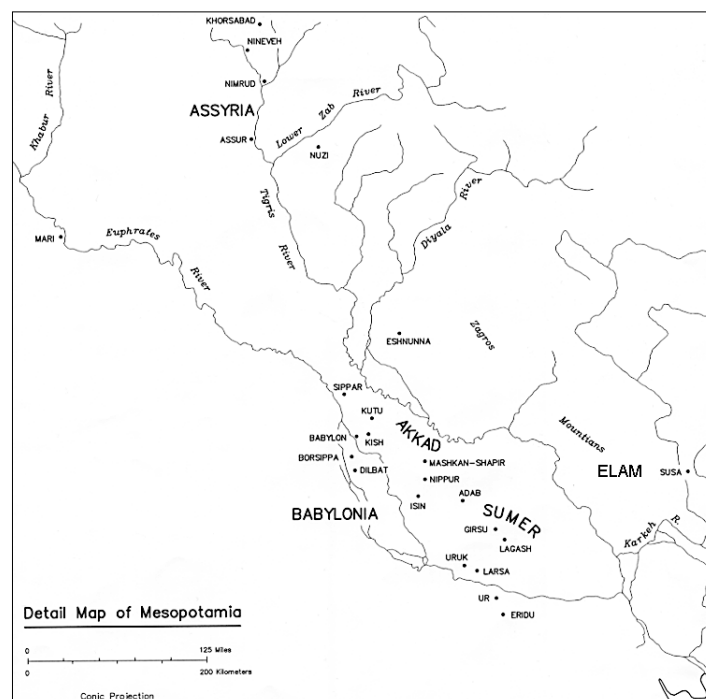 KHORSABAD
NINEVEH
NIMRUD
ASSYRIA
ASSUR
Khabur River
Lower Zab River
NUZI
Tigris River
Diyala River
MARI
Euphrates River
ESHNUNNA
Zagros
Mountians
SIPPAR
KUTU
AKKAD
BABYLON
KISH
BORSIPPA
DILBAT
MASHKAN-SHAPIR
NIPPUR
ELAM
SUSA
ISIN
ADAB
BABYLONIA
SUMER
GIRSU
LAGASH
Karkeh R.
URUK
LARSA
UR
ERIDU
Detail Map of Mesopotamia
0 125 Miles
0 200 Kilometers
Conic Projection